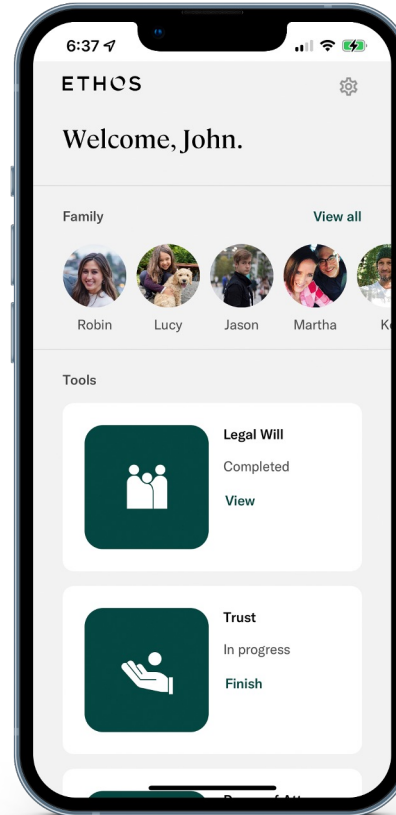 6:37
ETHOS
Welcome, John.
Family
View all
Robin
Lucy
Jason
Martha
Tools
Legal Will
Completed
View
Trust
In progress
Finish